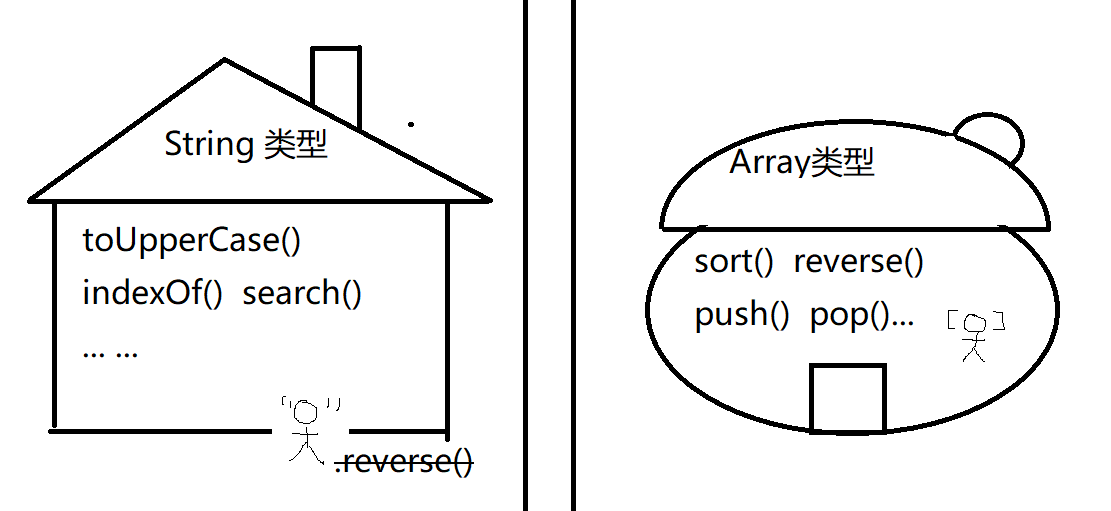 String 类型
toUpperCase()
indexOf()  search()
... ...
" "
.reverse()
Array类型
sort()  reverse()
push()  pop()...
[ ]